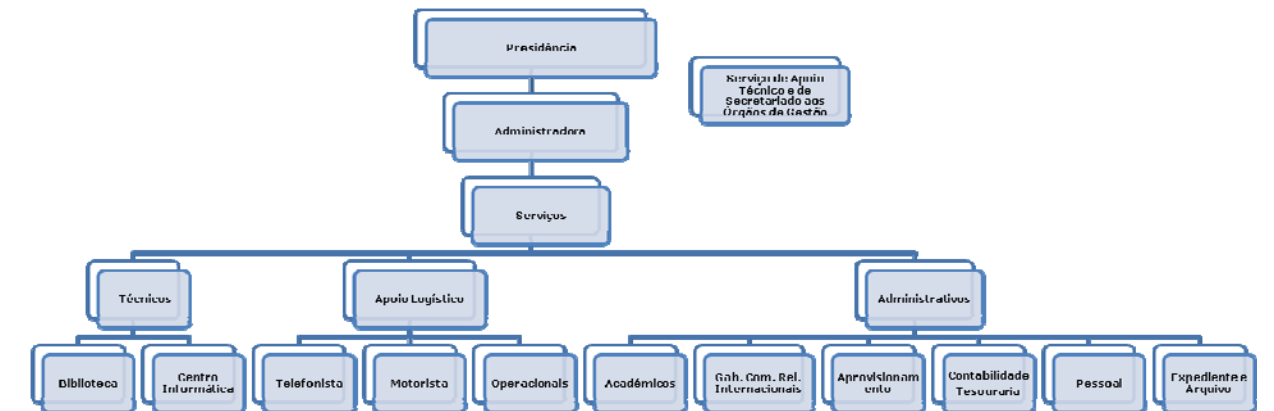 Presidência
Serviço de Apoio
Técnico e de
Secretariado aos
Órgãos de Gestão
Administradora
Serviços
Técnicos
Apoio Logístico
Administrativos
Biblioteca
Centro
Informática
Telefonista
Motorista
Operacionais
Académicos
Gab. Com. Rel.
Internacionais
Aprovisionam
ento
Contabilidade
Tesouraria
Pessoal
Expediente e
Arquivo